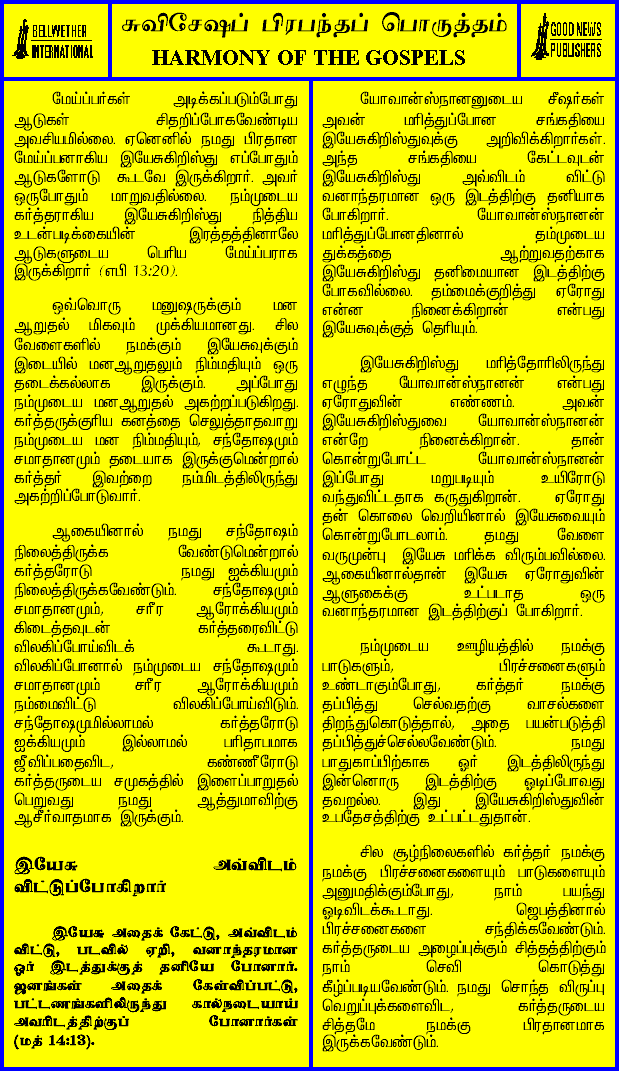 BELLWETHER
INTERNATIONAL
சுவிசேஷப் பிரபந்தப் பொருத்தம்
HARMONY OF THE GOSPELS
GOOD NEWS
PUBLISHERS
மேய்ப்பர்கள் அடிக்கப்படும்போது
ஆடுகள் சிதறிப்போகவேண்டிய
அவசியமில்லை. ஏனெனில் நமது பிரதான
மேய்ப்பனாகிய இயேசுகிறிஸ்து எப்போதும்
ஆடுகளோடு கூடவே இருக்கிறார். அவர்
ஒருபோதும் மாறுவதில்லை. நம்முடைய
கர்த்தராகிய இயேசுகிறிஸ்து நித்திய
உடன்படிக்கையின் இரத்தத்தினாலே
ஆடுகளுடைய பெரிய மேய்ப்பராக
இருக்கிறார் (எபி 13:20).
ஒவ்வொரு மனுஷருக்கும் மன
ஆறுதல் மிகவும் முக்கியமானது. சில
வேளைகளில் நமக்கும் இயேசுவுக்கும்
இடையில் மனஆறுதலும் நிம்மதியும் ஒரு
தடைக்கல்லாக இருக்கும். அப்போது
நம்முடைய மனஆறுதல் அகற்றப்படுகிறது.
கர்த்தருக்குரிய கனத்தை செலுத்தாதவாறு
நம்முடைய மன நிம்மதியும், சந்தோஷமும்
சமாதானமும் தடையாக இருக்குமென்றால்
கர்த்தர் இவற்றை நம்மிடத்திலிருந்து
அகற்றிப்போடுவார்.
ஆகையினால் நமது சந்தோஷம்
நிலைத்திருக்க வேண்டுமென்றால்
கர்த்தரோடு நமது ஐக்கியமும்
நிலைத்திருக்கவேண்டும். சந்தோஷமும்
சமாதானமும், சரீர ஆரோக்கியமும்
கிடைத்தவுடன் கர்த்தரைவிட்டு
விலகிப்போய்விடக் கூடாது.
விலகிப்போனால் நம்முடைய சந்தோஷமும்
சமாதானமும் சரீர ஆரோக்கியமும்
நம்மைவிட்டு விலகிப்போய்விடும்.
சந்தோஷமுமில்லாமல் கர்த்தரோடு
ஐக்கியமும் இல்லாமல் பரிதாபமாக
ஜீவிப்பதைவிட, கண்ணீரோடு
கர்த்தருடைய சமுகத்தில் இளைப்பாறுதல்
பெறுவது நமது ஆத்துமாவிற்கு
ஆசீர்வாதமாக இருக்கும்.
இயேசு அவ்விடம்
விட்டுப்போகிறார்
இயேசு அதைக் கேட்டு, அவ்விடம்
விட்டு, படவில் ஏறி, வனாந்தரமான
ஓர் இடத்துக்குத் தனியே போனார்.
ஜனங்கள் அதைக் கேள்விப்பட்டு,
பட்டணங்களிலிருந்து கால்நடையாய்
அவரிடத்திற்குப் போனார்கள்
(மத் 14:13).
யோவான்ஸ்நானனுடைய சீஷர்கள்
அவன் மரித்துப்போன சங்கதியை
இயேசுகிறிஸ்துவுக்கு அறிவிக்கிறார்கள்.
அந்த சங்கதியை கேட்டவுடன்
இயேசுகிறிஸ்து அவ்விடம் விட்டு
வனாந்தரமான ஒரு இடத்திற்கு தனியாக
போகிறார். யோவான்ஸ்நானன்
மரித்துப்போனதினால் தம்முடைய
துக்கத்தை ஆற்றுவதற்காக
இயேசுகிறிஸ்து தனிமையான இடத்திற்கு
போகவில்லை. தம்மைக்குறித்து ஏரோது
என்ன நினைக்கிறான் என்பது
இயேசுவுக்குத் தெரியும்.
இயேசுகிறிஸ்து மரித்தோரிலிருந்து
எழுந்த யோவான்ஸ்நானன் என்பது
ஏரோதுவின் எண்ணம். அவன்
இயேசுகிறிஸ்துவை யோவான்ஸ்நானன்
என்றே நினைக்கிறான். தான்
கொன்றுபோட்ட யோவான்ஸ்நானன்
இப்போது மறுபடியும் உயிரோடு
வந்துவிட்டதாக கருதுகிறான். ஏரோது
தன் கொலை வெறியினால் இயேசுவையும்
கொன்றுபோடலாம். தமது வேளை
வருமுன்பு இயேசு மரிக்க விரும்பவில்லை.
ஆகையினால்தான் இயேசு ஏரோதுவின்
ஆளுகைக்கு உட்படாத ஒரு
வனாந்தரமான இடத்திற்குப் போகிறார்.
நம்முடைய ஊழியத்தில் நமக்கு
பாடுகளும், பிரச்சனைகளும்
உண்டாகும்போது, கர்த்தர் நமக்கு
தப்பித்து செல்வதற்கு வாசல்களை
திறந்துகொடுத்தால், அதை பயன்படுத்தி
தப்பித்துச்செல்லவேண்டும். நமது
பாதுகாப்பிற்காக ஓர் இடத்திலிருந்து
இன்னொரு இடத்திற்கு ஓடிப்போவது
தவறல்ல. இது இயேசுகிறிஸ்துவின்
உபதேசத்திற்கு உட்பட்டதுதான்.
சில சூழ்நிலைகளில் கர்த்தர் நமக்கு
நமக்கு பிரச்சனைகளையும் பாடுகளையும்
அனுமதிக்கும்போது, நாம் பயந்து
ஓடிவிடக்கூடாது. ஜெபத்தினால்
பிரச்சனைகளை சந்திக்கவேண்டும்.
கர்த்தருடைய அழைப்புக்கும் சித்தத்திற்கும்
நாம் செவி கொடுத்து
கீழ்ப்படியவேண்டும். நமது சொந்த விருப்பு
வெறுப்புக்களைவிட, கர்த்தருடைய
சித்தமே நமக்கு பிரதானமாக
இருக்கவேண்டும்.